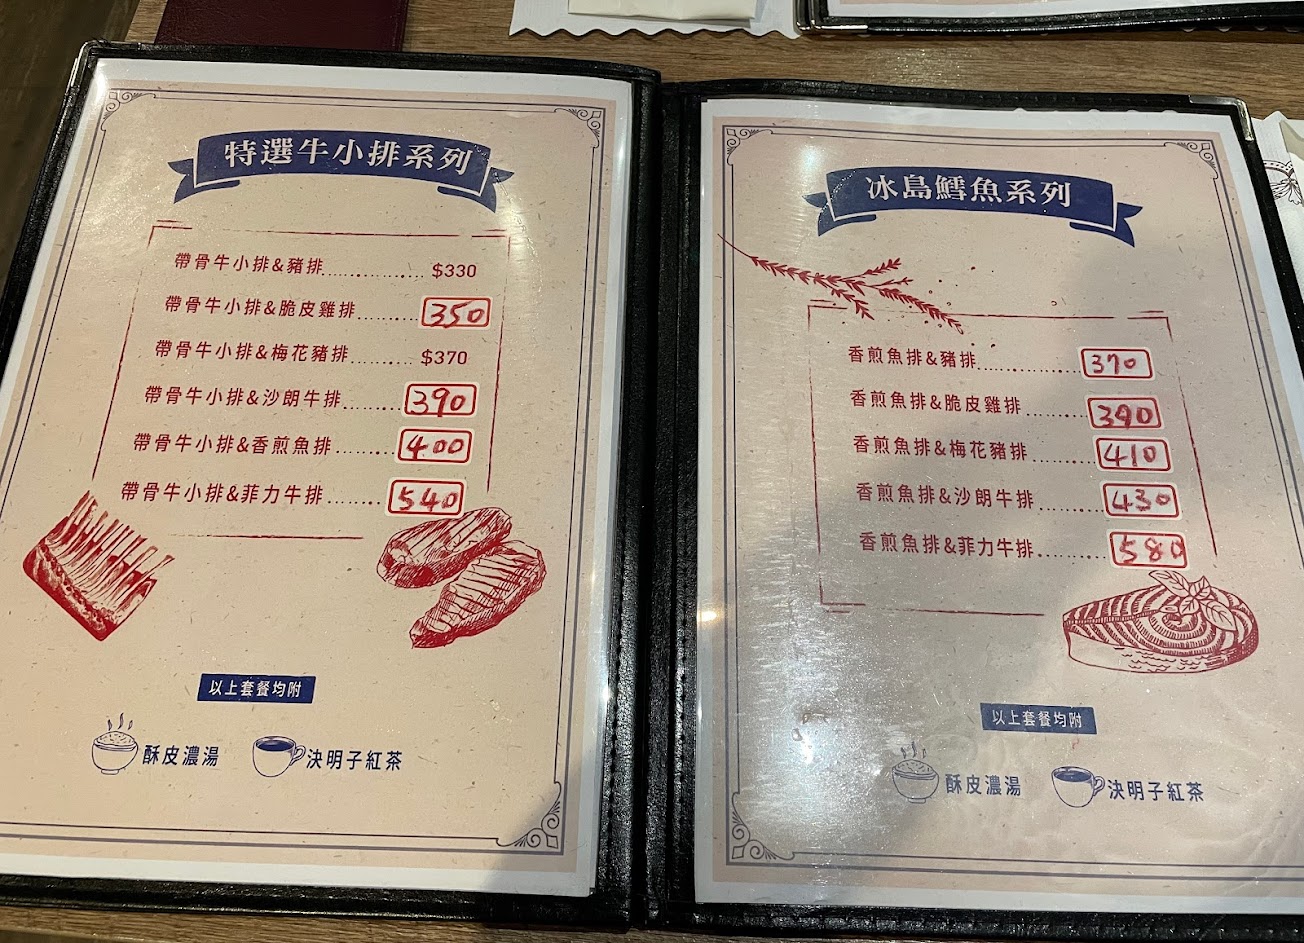 特選牛小排系列
帶骨牛小排&豬排.................$330
帶骨牛小排&脆皮雞排...........350
帶骨牛小排&梅花豬排...........$370
帶骨牛小排&沙朗牛排...........390
帶骨牛小排&香煎魚排...........400
帶骨牛小排&菲力牛排...........540
以上套餐均附
酥皮濃湯
決明子紅茶
冰島鱈魚系列
香煎魚排&豬排.................370
香煎魚排&脆皮雞排...........390
香煎魚排&梅花豬排...........410
香煎魚排&沙朗牛排...........430
香煎魚排&菲力牛排...........580
以上套餐均附
酥皮濃湯
決明子紅茶